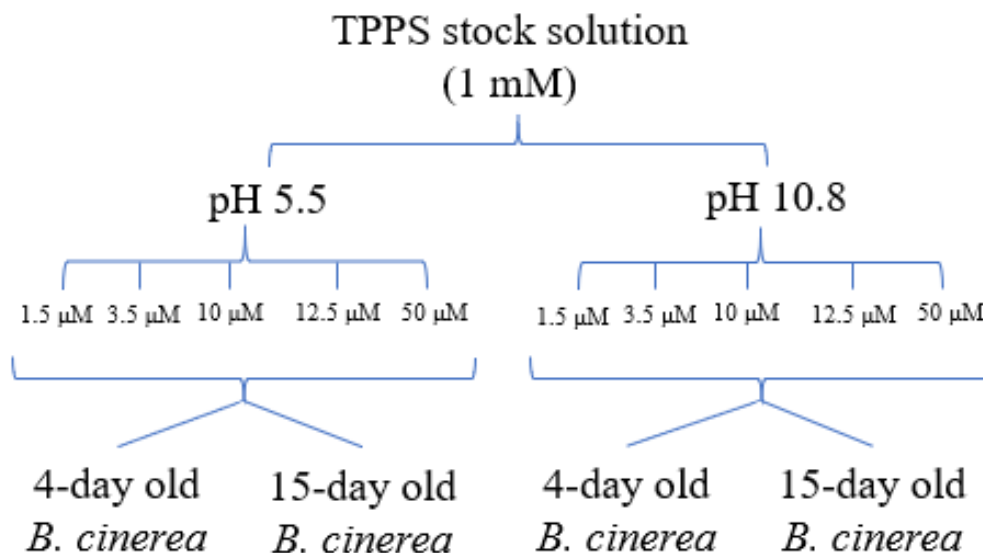 TPPS stock solution
(1 mM)
pH 5.5 pH 10.8
1.5 μM 3.5 μM 10 μM 12.5 μM 50 μM 1.5 μM 3.5 μM 10 μM 12.5 μM 50 μM
4-day old 15-day old 4-day old 15-day old
B. cinerea B. cinerea B. cinerea B. cinerea